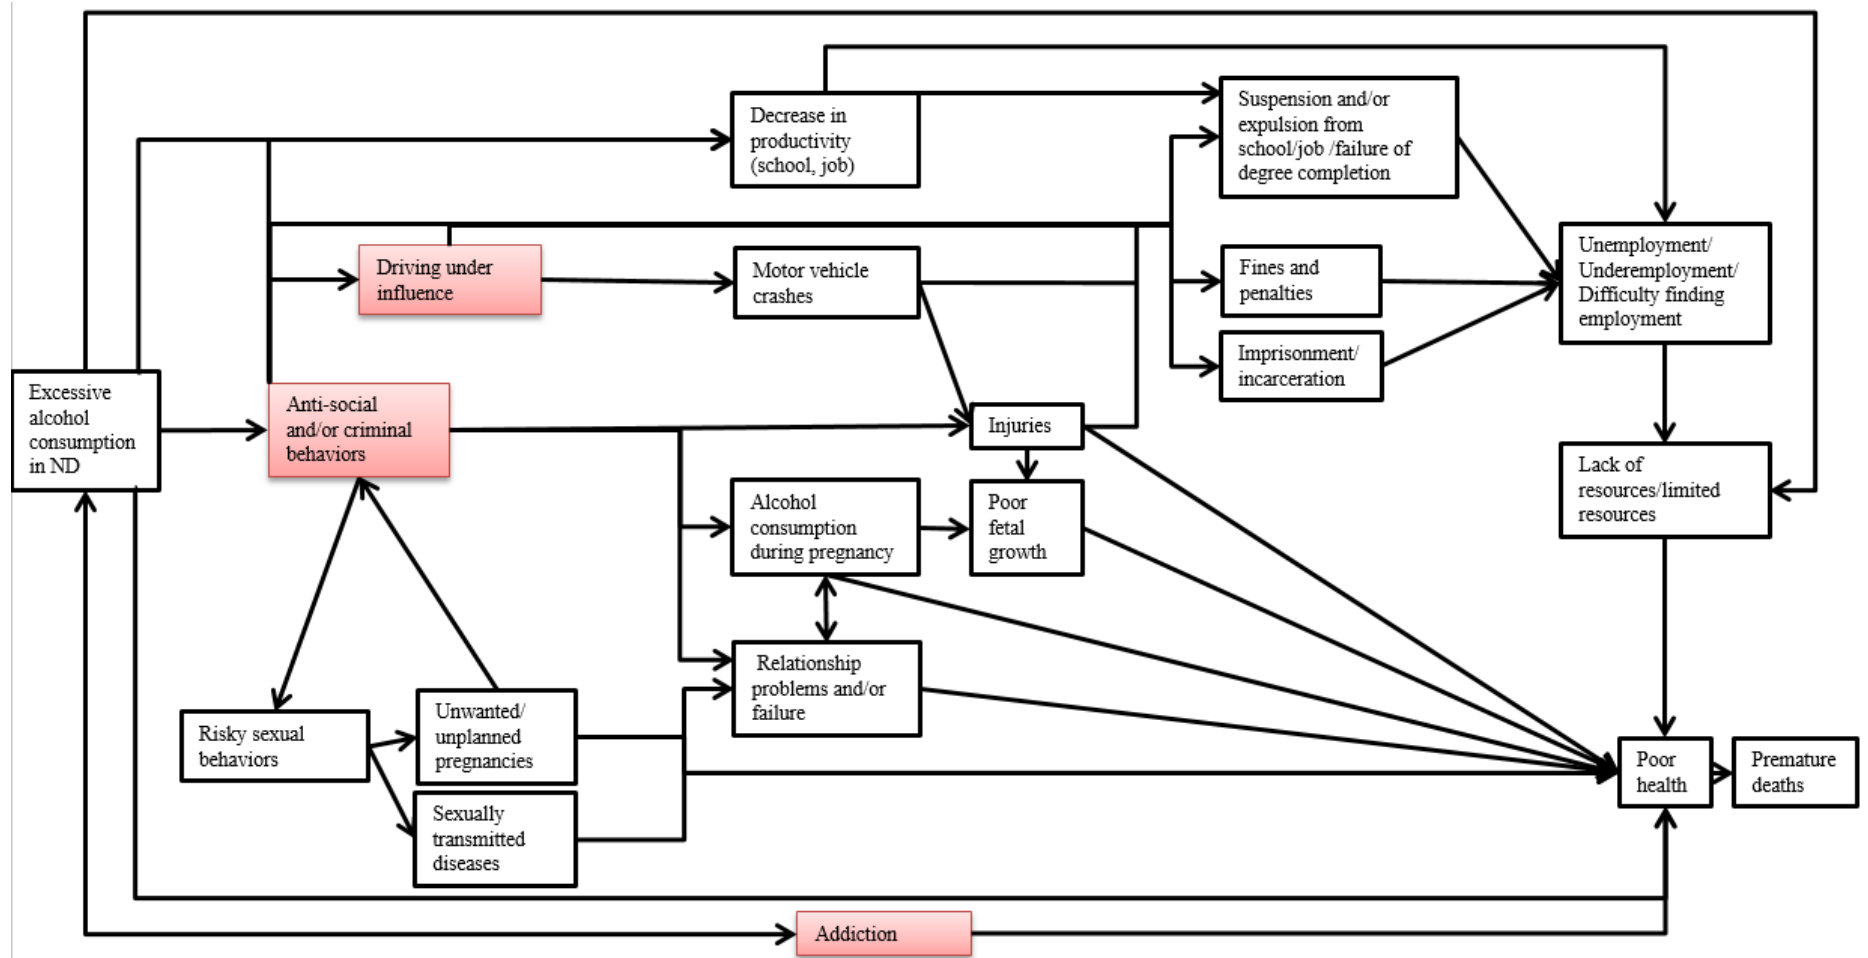 Decrease in
productivity
(school, job)
Suspension and/or
expulsion from
school/job /failure of
degree completion
Driving under
influence
Motor vehicle
crashes
Fines and
penalties
Unemployment/
Underemployment/
Difficulty finding
employment
Imprisonment/
incarceration
Excessive
alcohol
consumption
in ND
Anti-social
and/or criminal
behaviors
Injuries
Lack of
resources/limited
resources
Alcohol
consumption
during pregnancy
Poor
fetal
growth
Relationship
problems and/or
failure
Risky sexual
behaviors
Unwanted/
unplanned
pregnancies
Sexually
transmitted
diseases
Poor
health
Premature
deaths
Addiction